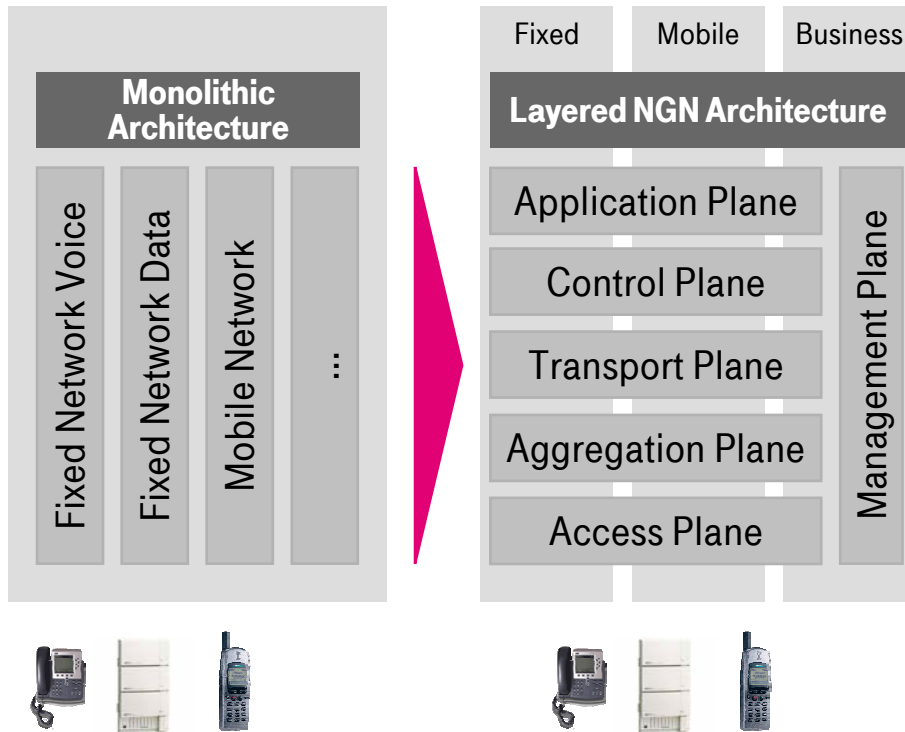 Monolithic
Architecture
Fixed Network Voice
Fixed Network Data
Mobile Network
...
Fixed
Mobile
Business
Layered NGN Architecture
Application Plane
Control Plane
Transport Plane
Aggregation Plane
Access Plane
Management Plane